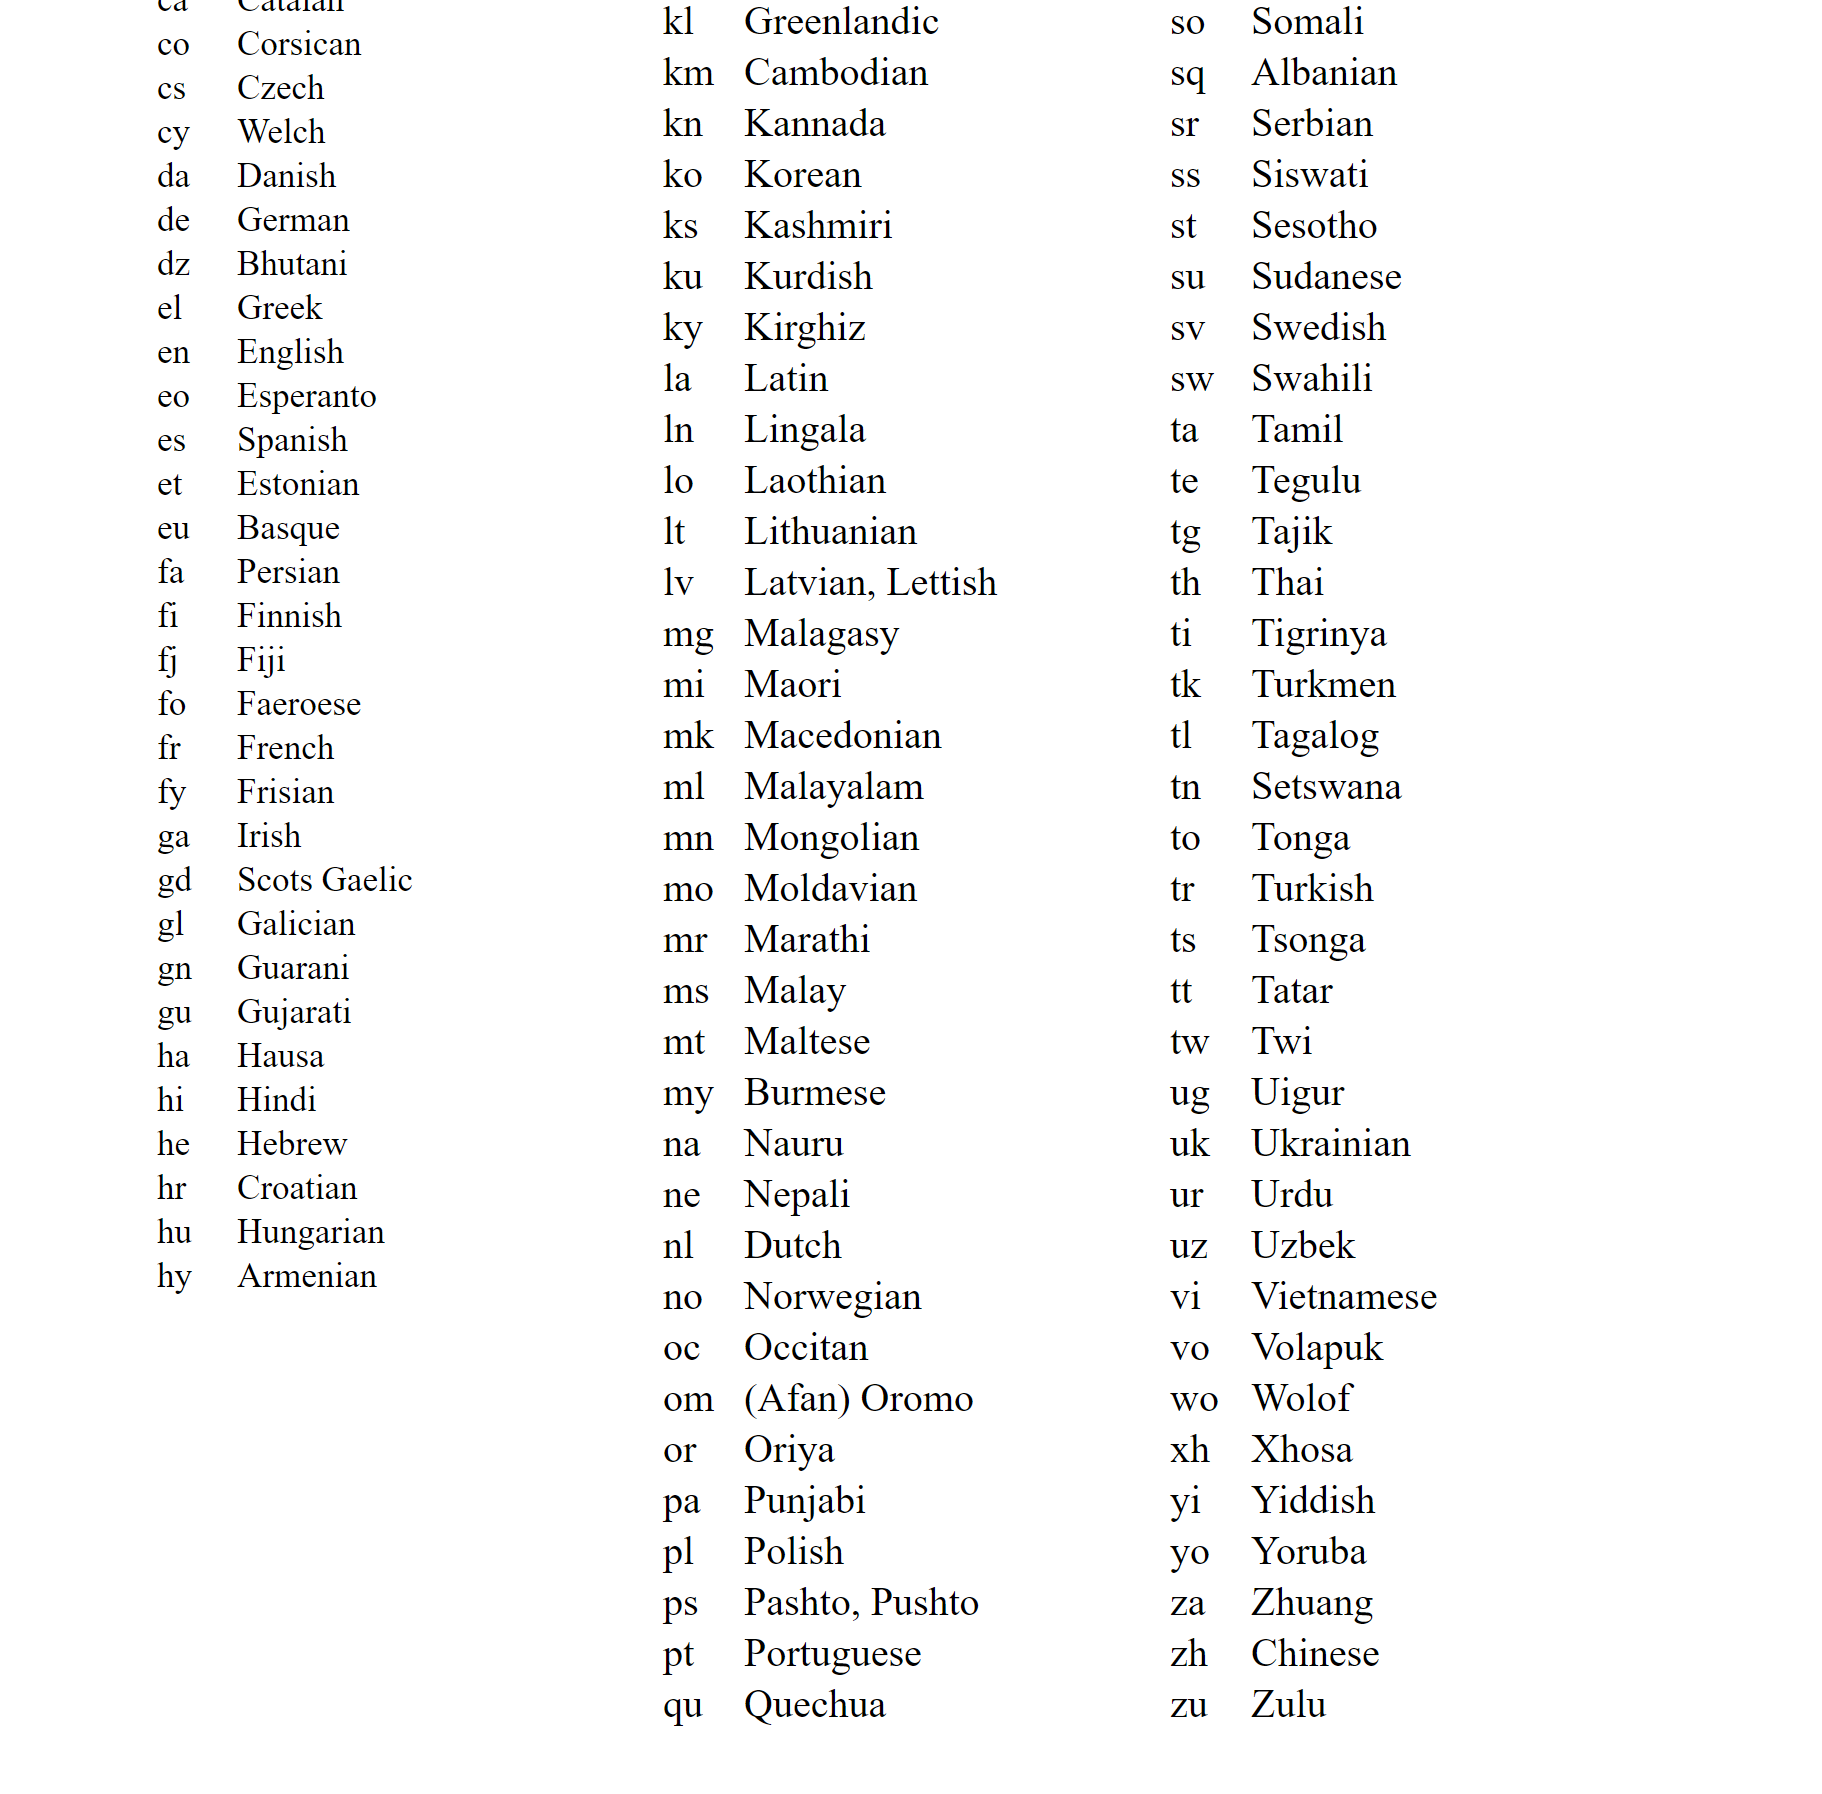 ca Catalan
co Corsican
cs Czech
cy Welch
da Danish
de German
dz Bhutani
el Greek
en English
eo Esperanto
es Spanish
et Estonian
eu Basque
fa Persian
fi Finnish
fj Fiji
fo Faeroese
fr French
fy Frisian
ga Irish
gd Scots Gaelic
gl Galician
gn Guarani
gu Gujarati
ha Hausa
hi Hindi
he Hebrew
hr Croatian
hu Hungarian
hy Armenian
kl Greenlandic
km Cambodian
kn Kannada
ko Korean
ks Kashmiri
ku Kurdish
ky Kirghiz
la Latin
ln Lingala
lo Laothian
lt Lithuanian
lv Latvian, Lettish
mg Malagasy
mi Maori
mk Macedonian
ml Malayalam
mn Mongolian
mo Moldavian
mr Marathi
ms Malay
mt Maltese
my Burmese
na Nauru
ne Nepali
nl Dutch
no Norwegian
oc Occitan
om (Afan) Oromo
or Oriya
pa Punjabi
pl Polish
ps Pashto, Pushto
pt Portuguese
qu Quechua
so Somali
sq Albanian
sr Serbian
ss Siswati
st Sesotho
su Sudanese
sv Swedish
sw Swahili
ta Tamil
te Tegulu
tg Tajik
th Thai
ti Tigrinya
tk Turkmen
tl Tagalog
tn Setswana
to Tonga
tr Turkish
ts Tsonga
tt Tatar
tw Twi
ug Uigur
uk Ukrainian
ur Urdu
uz Uzbek
vi Vietnamese
vo Volapuk
wo Wolof
xh Xhosa
yi Yiddish
yo Yoruba
za Zhuang
zh Chinese
zu Zulu